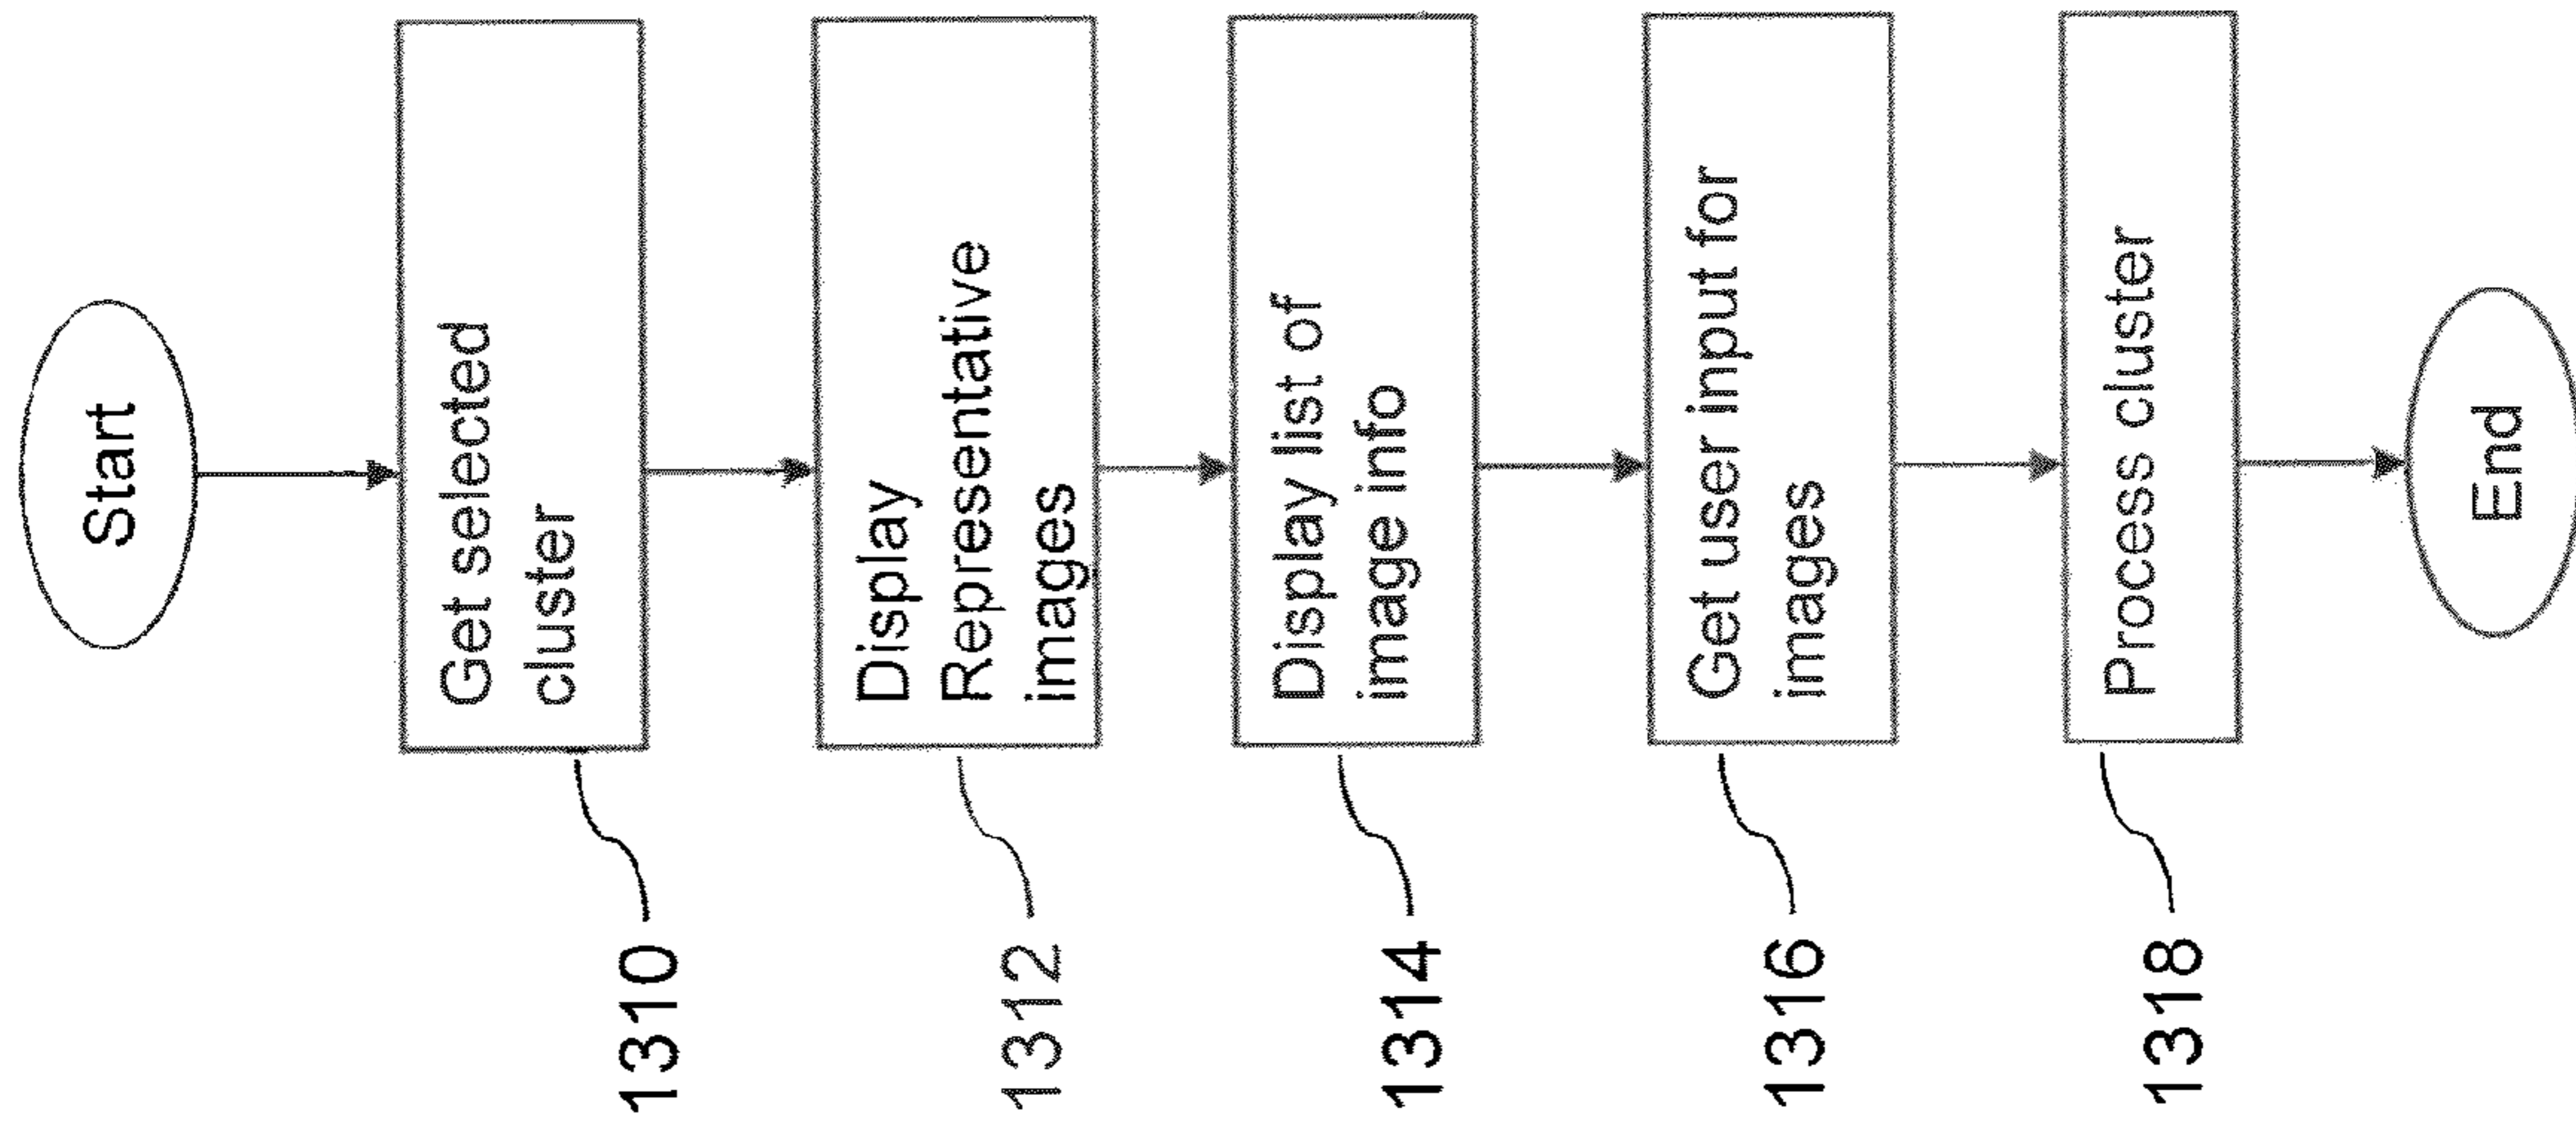 Start
Get selected
cluster
1310
Display
Representative
images
1312
Display list of
image info
1314
Get user input for
images
1316
Process cluster
1318
End